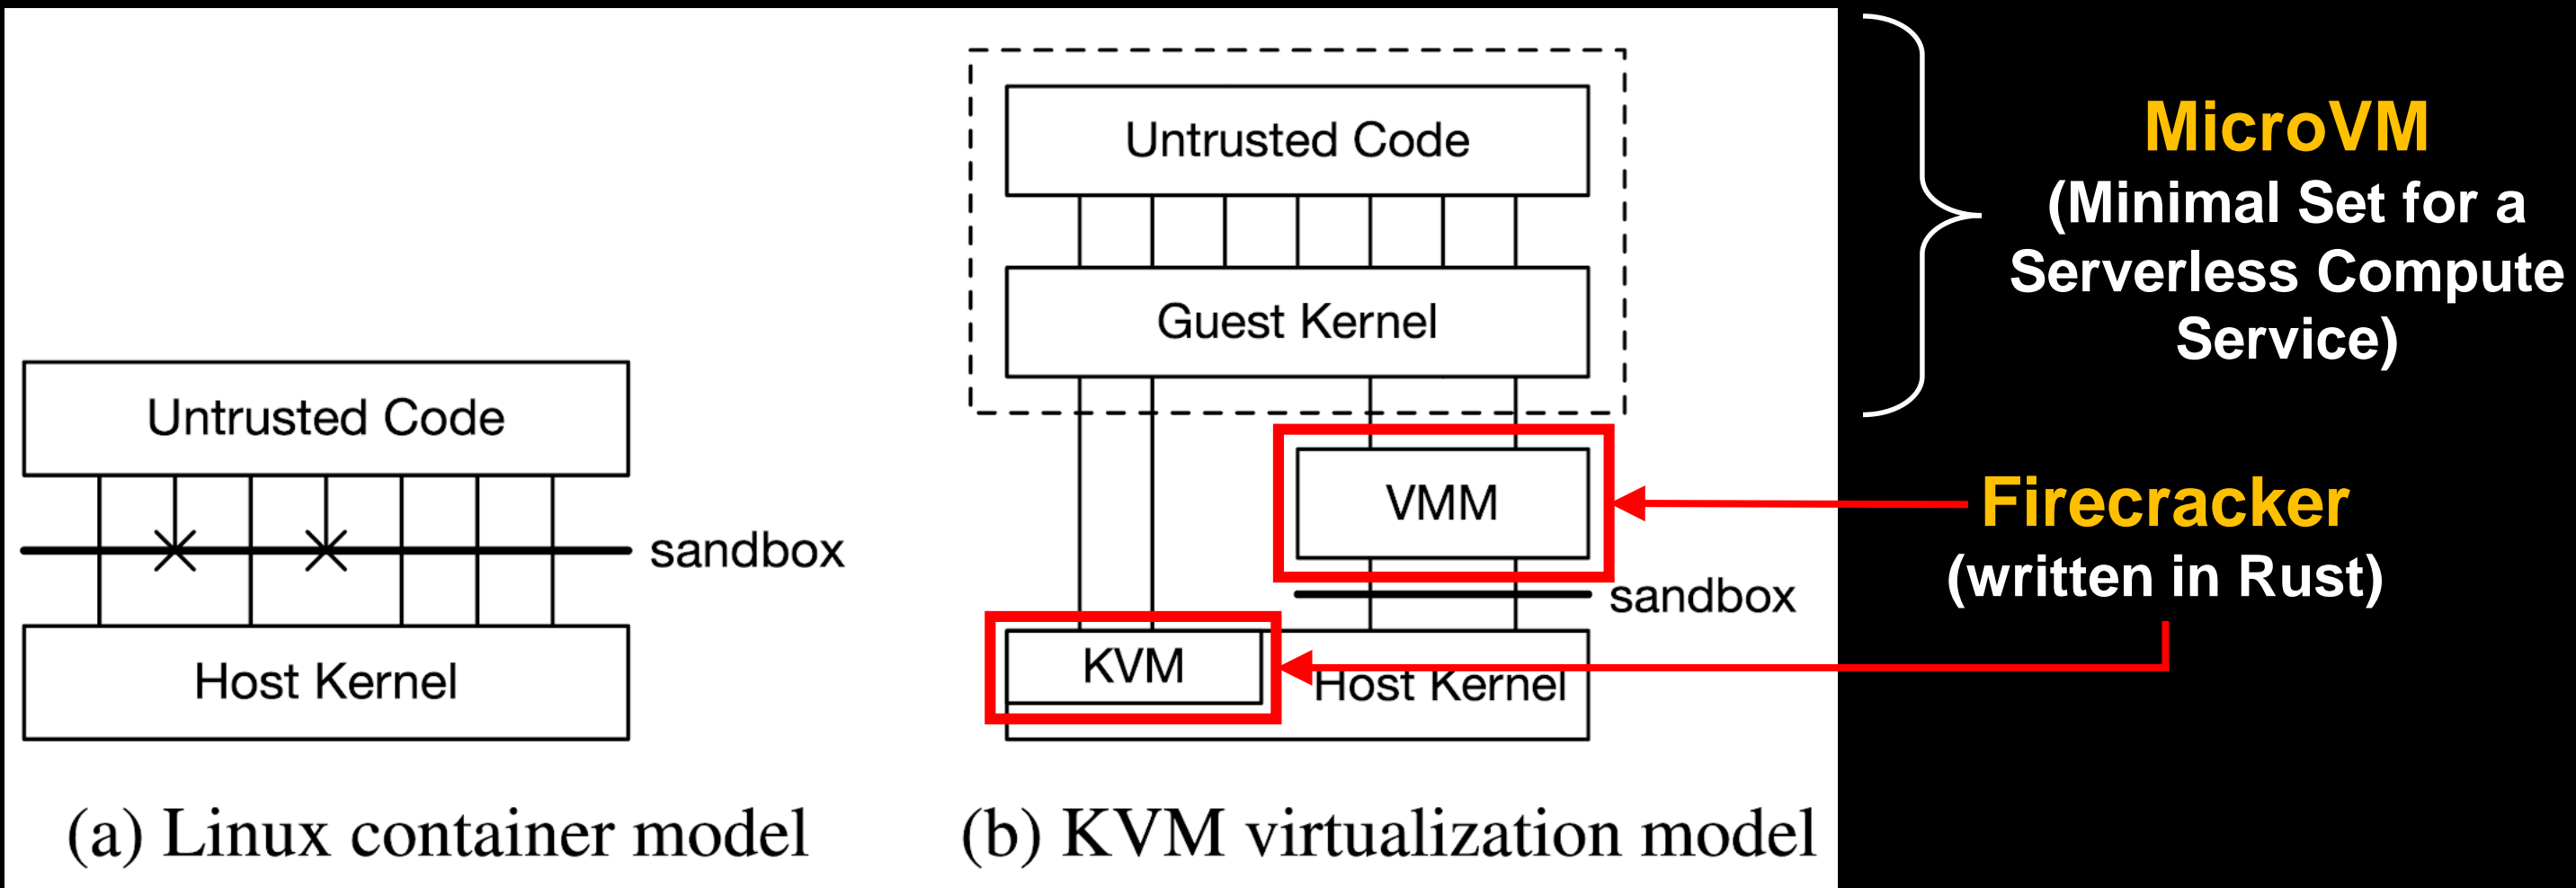 Untrusted Code
sandbox
Host Kernel
(a) Linux container model
Untrusted Code
Guest Kernel
VMM
sandbox
KVM
Host Kernel
(b) KVM virtualization model
MicroVM
(Minimal Set for a
Serverless Compute
Service)
Firecracker
(written in Rust)